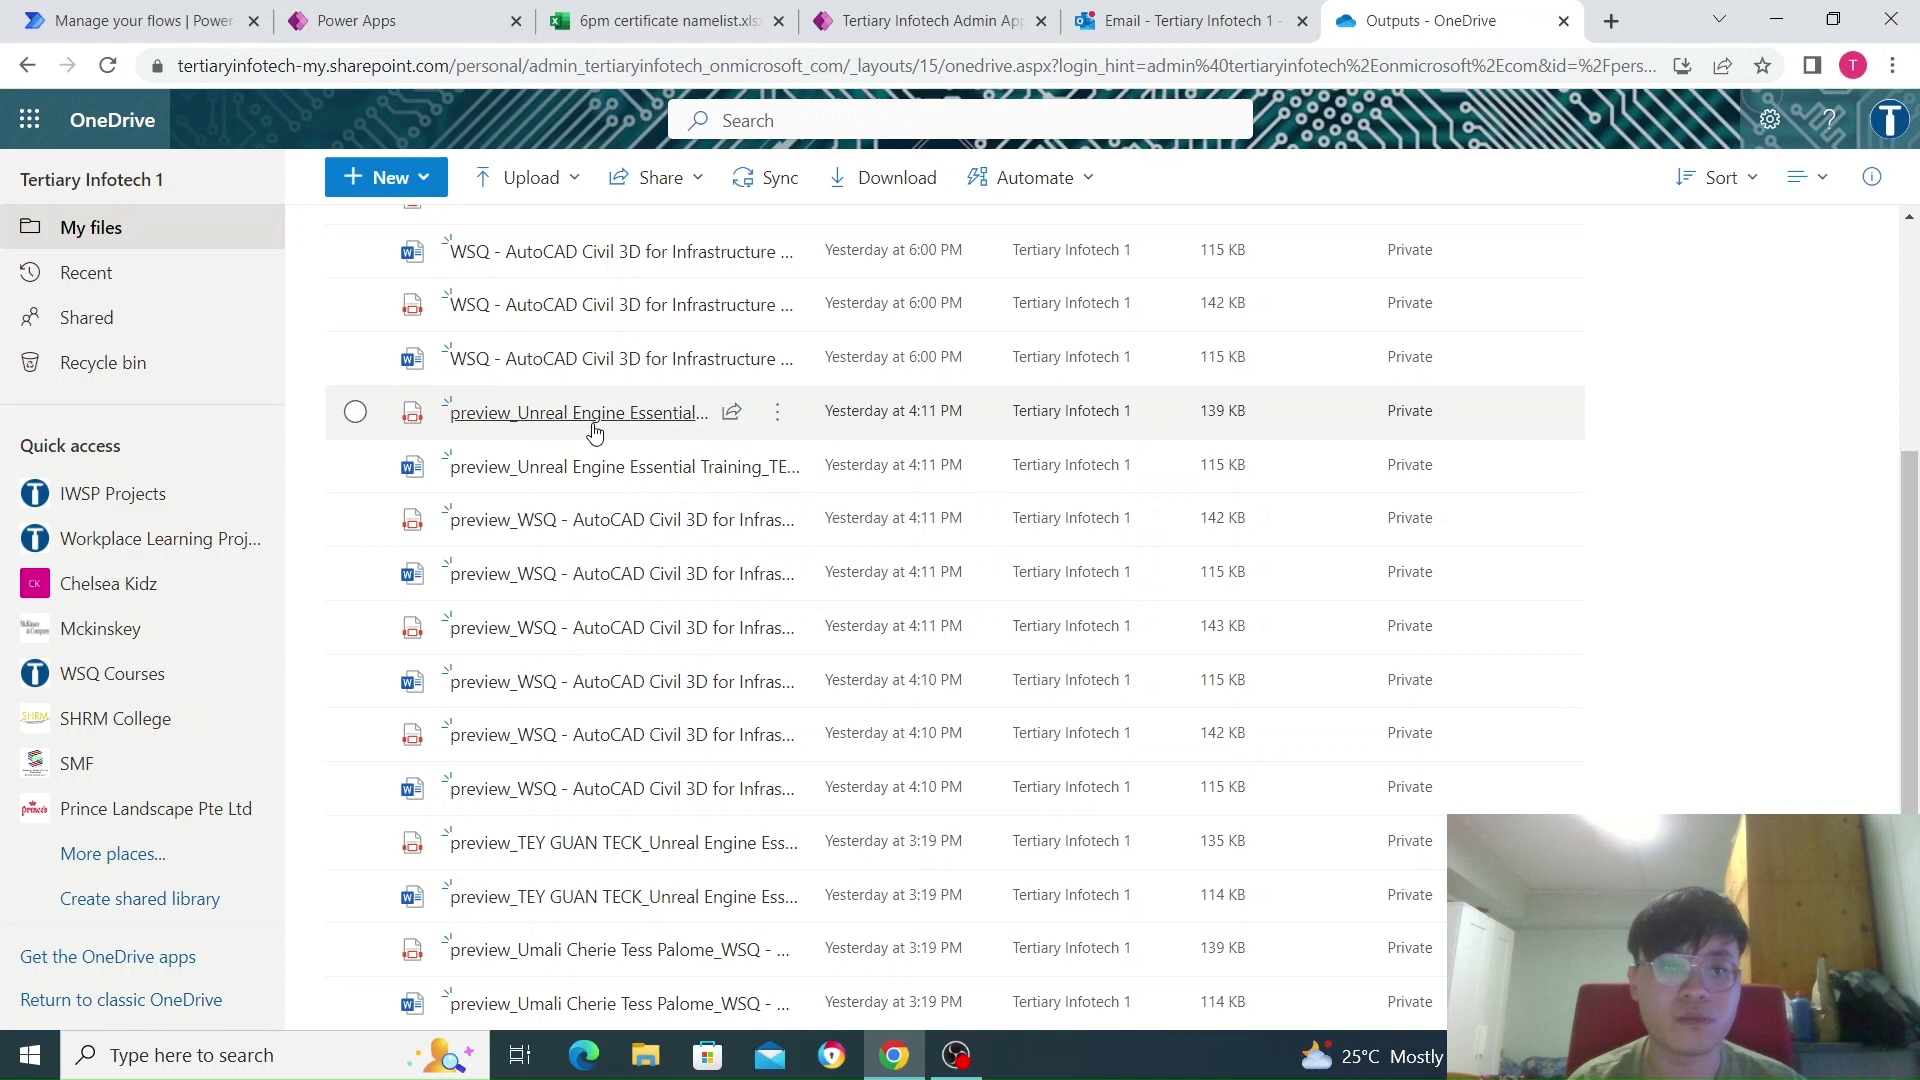 Manage your flows | Power
Power Apps
6pm certificate namelist.xls
Tertiary Infotech Admin Ap
Email - Tertiary Infotech 1 -
Outputs - OneDrive
tertiaryinfotech-my.sharepoint.com/personal/admin_tertiaryinfotech_onmicrosoft_com/_layouts/15/onedrive.aspx?login_hint=admin%40tertiaryinfotech%2Eonmicrosoft%2Ecom&id=%2Fpers...
T
OneDrive
Search
Tertiary Infotech 1
New
Upload
Share
Sync
Download
Automate
Sort
My files
Recent
Shared
Recycle bin
Quick access
IWSP Projects
Workplace Learning Proj...
CK Chelsea Kidz
Mckinskey
WSQ Courses
SHRM SHRM College
SMF
prince's Prince Landscape Pte Ltd
More places...
Create shared library
Get the OneDrive apps
Return to classic OneDrive
WSQ - AutoCAD Civil 3D for Infrastructure ... Yesterday at 6:00 PM Tertiary Infotech 1 115 KB Private
WSQ - AutoCAD Civil 3D for Infrastructure ... Yesterday at 6:00 PM Tertiary Infotech 1 142 KB Private
WSQ - AutoCAD Civil 3D for Infrastructure ... Yesterday at 6:00 PM Tertiary Infotech 1 115 KB Private
preview_Unreal Engine Essential... Yesterday at 4:11 PM Tertiary Infotech 1 139 KB Private
preview_Unreal Engine Essential Training_TE... Yesterday at 4:11 PM Tertiary Infotech 1 115 KB Private
preview_WSQ - AutoCAD Civil 3D for Infras... Yesterday at 4:11 PM Tertiary Infotech 1 142 KB Private
preview_WSQ - AutoCAD Civil 3D for Infras... Yesterday at 4:11 PM Tertiary Infotech 1 115 KB Private
preview_WSQ - AutoCAD Civil 3D for Infras... Yesterday at 4:11 PM Tertiary Infotech 1 143 KB Private
preview_WSQ - AutoCAD Civil 3D for Infras... Yesterday at 4:10 PM Tertiary Infotech 1 115 KB Private
preview_WSQ - AutoCAD Civil 3D for Infras... Yesterday at 4:10 PM Tertiary Infotech 1 142 KB Private
preview_WSQ - AutoCAD Civil 3D for Infras... Yesterday at 4:10 PM Tertiary Infotech 1 115 KB Private
preview_TEY GUAN TECK_Unreal Engine Ess... Yesterday at 3:19 PM Tertiary Infotech 1 135 KB Private
preview_TEY GUAN TECK_Unreal Engine Ess... Yesterday at 3:19 PM Tertiary Infotech 1 114 KB Private
preview_Umali Cherie Tess Palome_WSQ - ... Yesterday at 3:19 PM Tertiary Infotech 1 139 KB Private
preview_Umali Cherie Tess Palome_WSQ - ... Yesterday at 3:19 PM Tertiary Infotech 1 114 KB Private
Type here to search
25°C Mostly